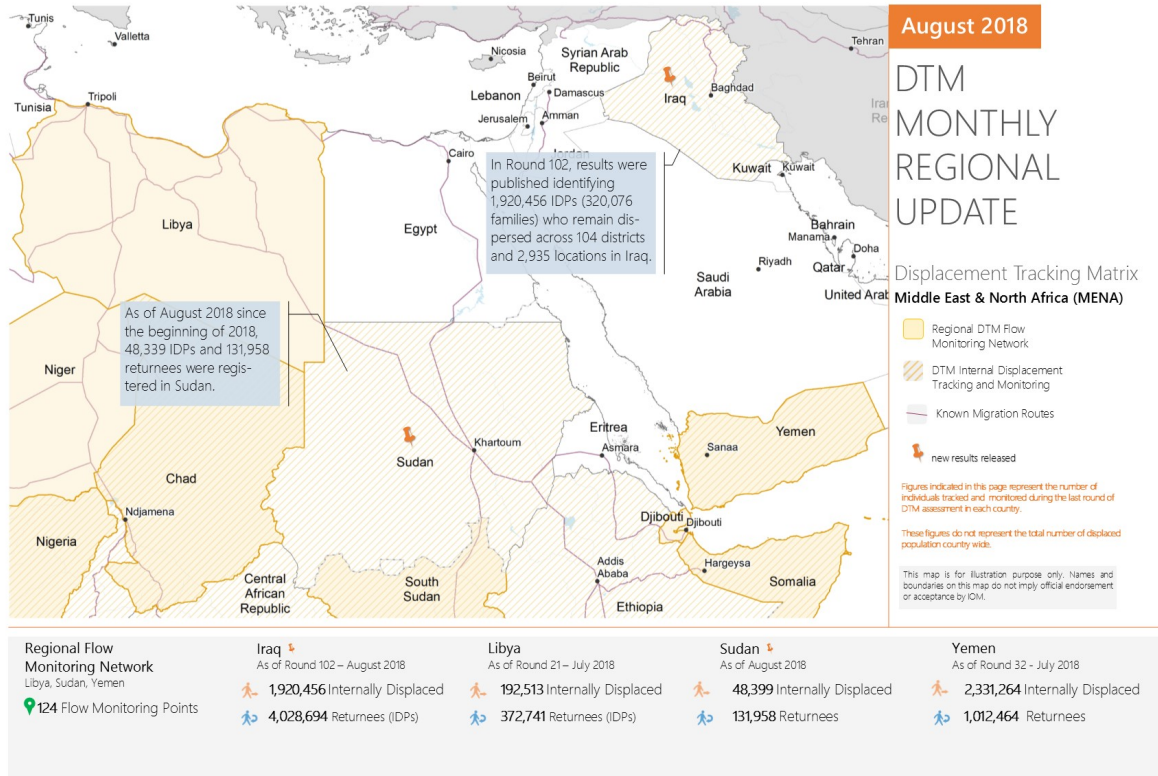 Tunis
Valletta
Tunisia
Tripoli
Libya
Niger
Chad
Ndjamena
Nigeria
Central
African
Republic
Nicosia
Syrian Arab
Republic
Beirut
Lebanon
Damascus
Jerusalem
Amman
Cairo
Egypt
Iraq
Baghdad
Tehran
Kuwait
Kuwait
Bahrain
Manama
Doha
Riyadh
Qatar
Saudi
Arabia
United Arab
Eritrea
Asmara
Khartoum
Sudan
Sanaa
Yemen
Djibouti
Djibouti
Hargeysa
Addis
Ababa
Somalia
South
Sudan
Ethiopia
In Round 102, results were
published identifying
1,920,456 IDPs (320,076
families) who remain dis-
persed across 104 districts
and 2,935 locations in Iraq.
As of August 2018 since
the beginning of 2018,
48,339 IDPs and 131,958
returnees were regis-
tered in Sudan.
August 2018
DTM
MONTHLY
REGIONAL
UPDATE
Displacement Tracking Matrix
Middle East & North Africa (MENA)
Regional DTM Flow
Monitoring Network
DTM Internal Displacement
Tracking and Monitoring
Known Migration Routes
new results released
Figures indicated in this page represent the number of
individuals tracked and monitored during the last round of
DTM assessment in each country.
These figures do not represent the total number of displaced
population country wide.
This map is for illustration purpose only. Names and
boundaries on this map do not imply official endorsement
or acceptance by IOM.
Regional Flow
Monitoring Network
Libya, Sudan, Yemen
124 Flow Monitoring Points
Iraq
As of Round 102 – August 2018
1,920,456 Internally Displaced
4,028,694 Returnees (IDPs)
Libya
As of Round 21 – July 2018
192,513 Internally Displaced
372,741 Returnees (IDPs)
Sudan
As of August 2018
48,399 Internally Displaced
131,958 Returnees
Yemen
As of Round 32 - July 2018
2,331,264 Internally Displaced
1,012,464 Returnees